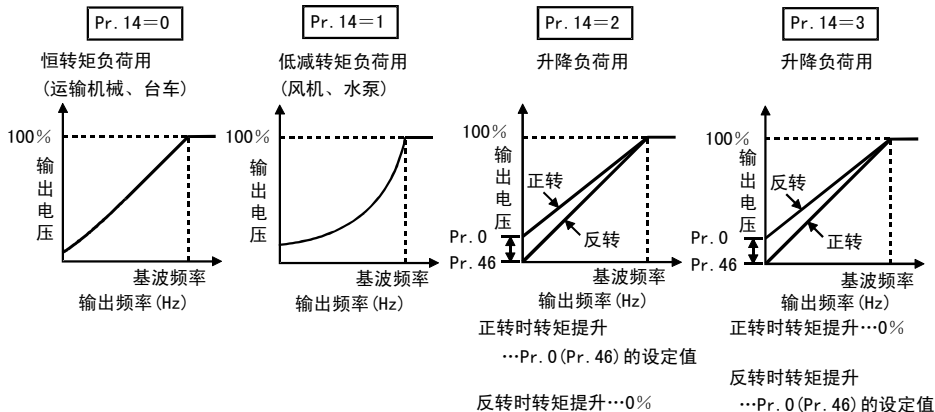 Pr.14=0
恒转矩负荷用
(运输机械、台车)
100%
输出电压
基波频率
输出频率(Hz)
Pr.14=1
低减转矩负荷用
(风机、水泵)
100%
输出电压
基波频率
输出频率(Hz)
Pr.14=2
升降负荷用
100%
输出电压
正转
反转
Pr.0
Pr.46
基波频率
输出频率(Hz)
正转时转矩提升
…Pr.0(Pr.46)的设定值
反转时转矩提升…0%
Pr.14=3
升降负荷用
100%
输出电压
反转
正转
Pr.0
Pr.46
基波频率
输出频率(Hz)
正转时转矩提升…0%
反转时转矩提升
…Pr.0(Pr.46)的设定值